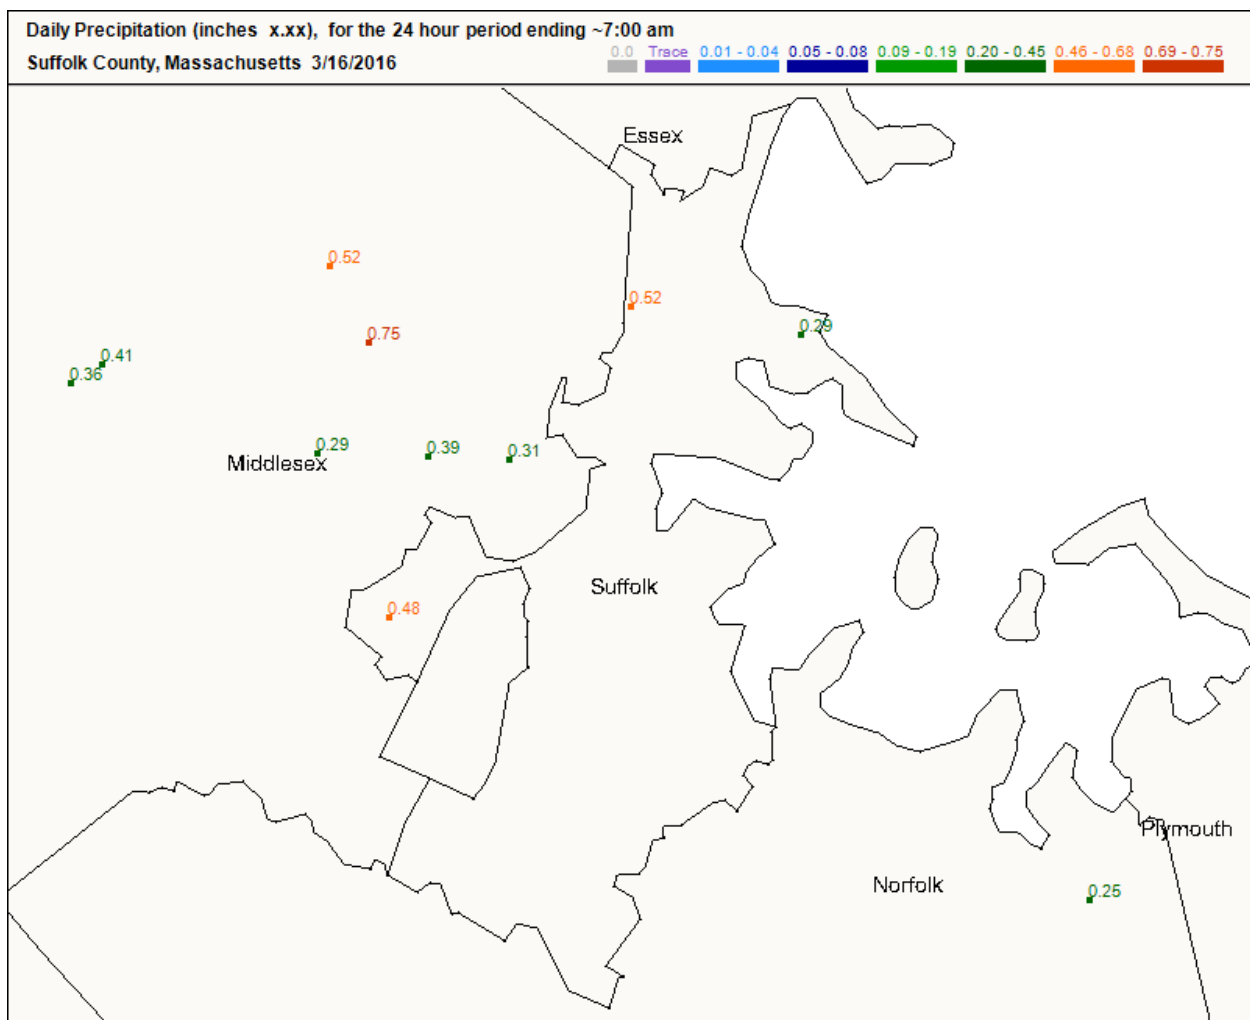 Daily Precipitation (inches x.xx), for the 24 hour period ending ~7:00 am
Suffolk County, Massachusetts 3/16/2016
0.0 Trace 0.01 - 0.04 0.05 - 0.08 0.09 - 0.19 0.20 - 0.45 0.46 - 0.68 0.69 - 0.75
Essex
0.52
0.52
0.29
0.75
0.41
0.36
0.29
0.39
0.31
Middlesex
Suffolk
0.48
Plymouth
Norfolk
0.25